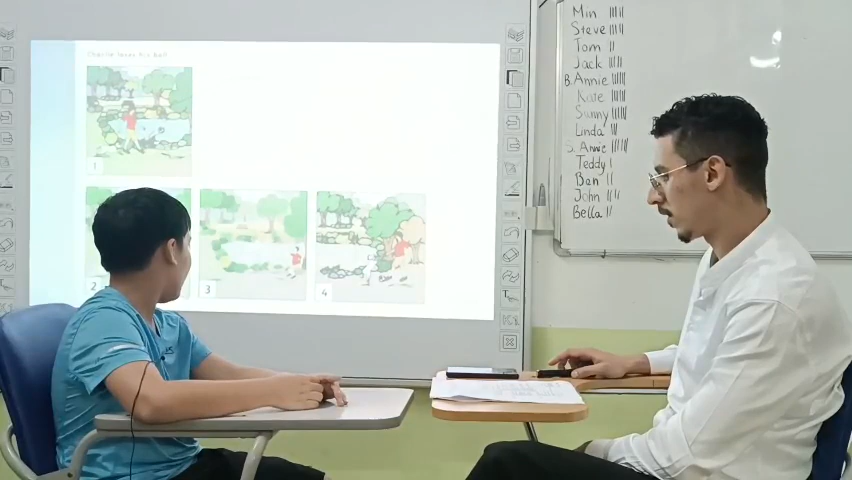 1
2
3
4
Min
Steve
Tom
Jack
B. Annie
Kate
Sunny
Linda
S. Annie
Teddy
Ben
John
Bella